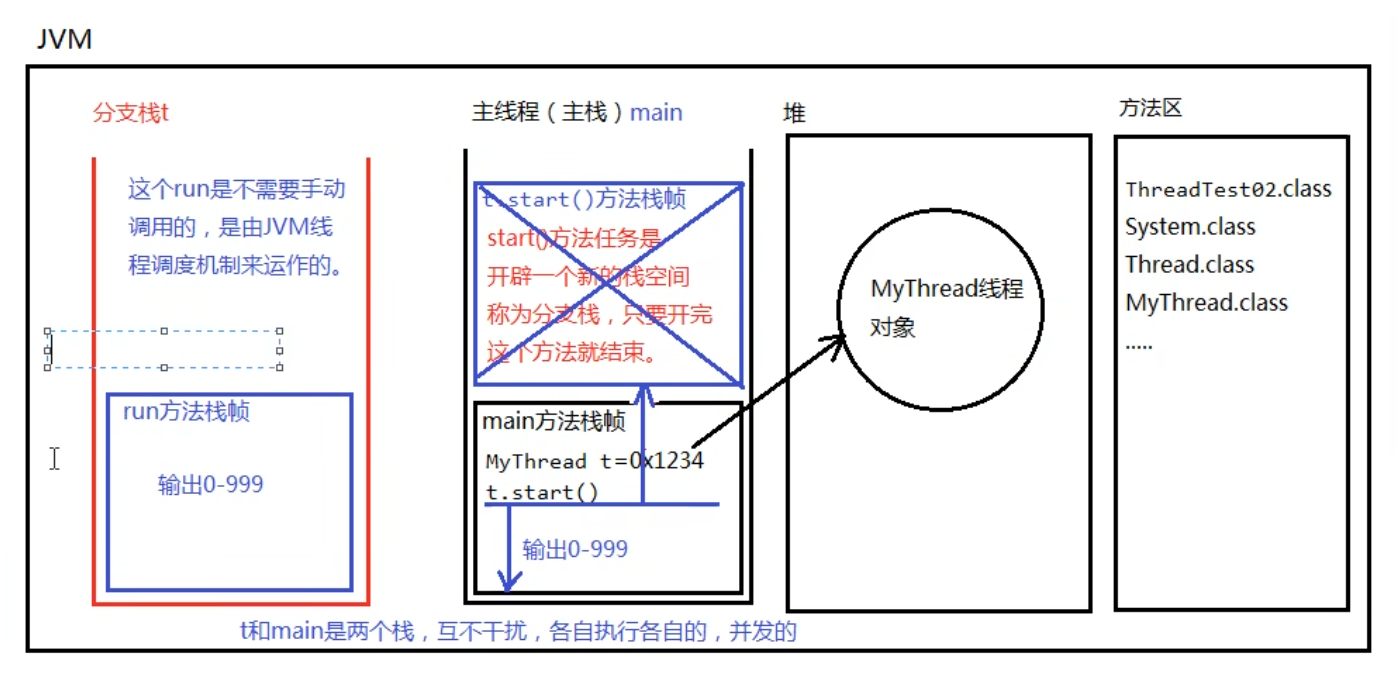 JVM
分支栈t
这个run是不需要手动
调用的，是由JVM线
程调度机制来运作的。
run方法栈帧
输出0-999
主线程（主栈）main
t.start()方法栈帧
start()方法任务是
开辟一个新的栈空间
称为分支栈，只要开完
这个方法就结束。
main方法栈帧
MyThread t=0x1234
t.start()
输出0-999
堆
MyThread线程
对象
方法区
ThreadTest02.class
System.class
Thread.class
MyThread.class
.....
t和main是两个栈，互不干扰，各自执行各自的，并发的